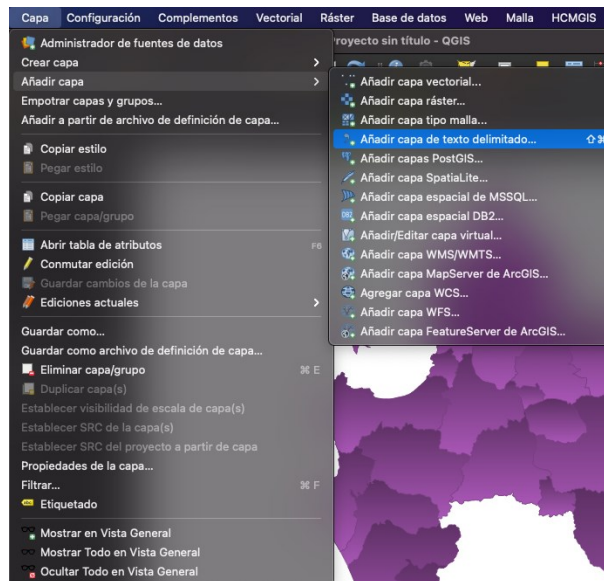 Capa Configuración Complementos Vectorial Ráster Base de datos Web Malla HCMGIS
royecto sin título - QGIS
Administrador de fuentes de datos
Crear capa
Añadir capa
Empotrar capas y grupos...
Añadir a partir de archivo de definición de capa...
Copiar estilo
Pegar estilo
Copiar capa
Pegar capa/grupo
Abrir tabla de atributos F6
Conmutar edición
Guardar cambios de la capa
Ediciones actuales
Guardar como...
Guardar como archivo de definición de capa...
Eliminar capa/grupo ⌘ E
Duplicar capa(s)
Establecer visibilidad de escala de capa(s)
Establecer SRC de la capa(s)
Establecer SRC del proyecto a partir de capa
Propiedades de la capa...
Filtrar... ⌘ F
Etiquetado
Mostrar en Vista General
Mostrar Todo en Vista General
Ocultar Todo en Vista General
Añadir capa vectorial...
Añadir capa ráster...
Añadir capa tipo malla...
Añadir capa de texto delimitado... ⇧⌘
Añadir capas PostGIS...
Añadir capa SpatiaLite...
Añadir capa espacial de MSSQL...
Añadir capa espacial DB2...
Añadir/Editar capa virtual...
Añadir capa WMS/WMTS...
Añadir capa MapServer de ArcGIS...
Agregar capa WCS...
Añadir capa WFS...
Añadir capa FeatureServer de ArcGIS...